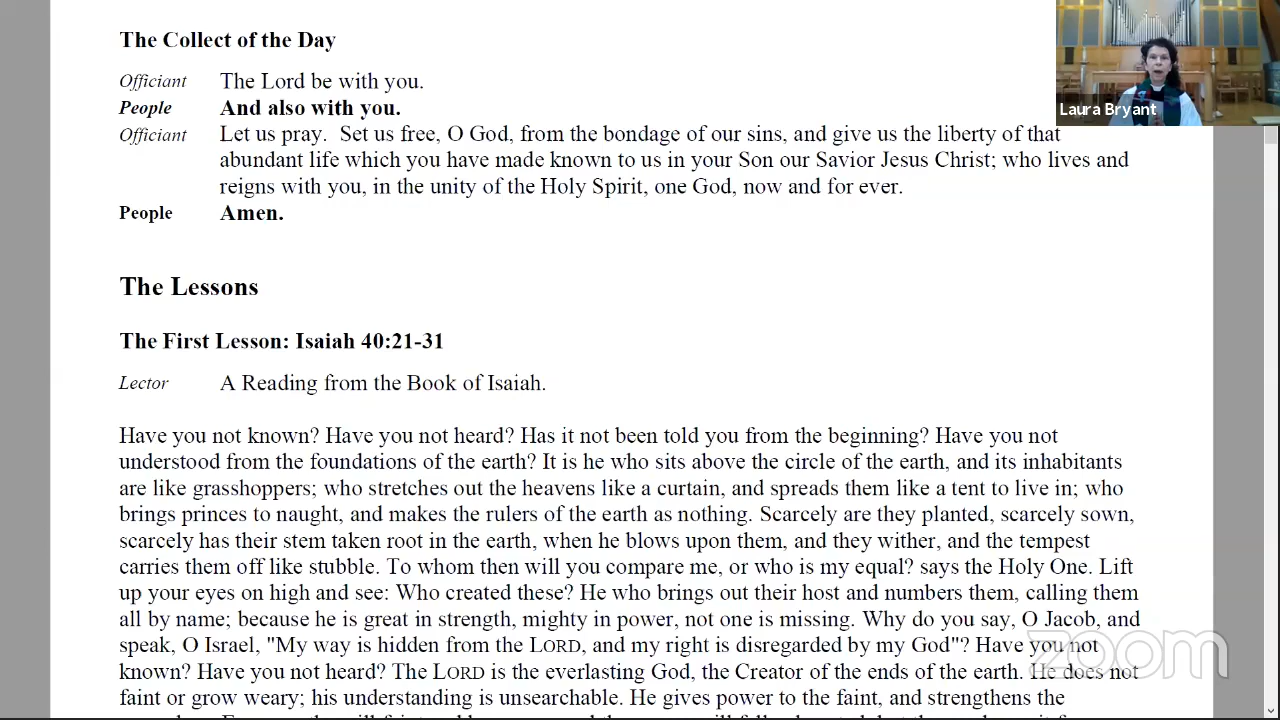 The Collect of the Day
Officiant The Lord be with you.
People And also with you.
Officiant Let us pray. Set us free, O God, from the bondage of our sins, and give us the liberty of that
abundant life which you have made known to us in your Son our Savior Jesus Christ; who lives and
reigns with you, in the unity of the Holy Spirit, one God, now and for ever.
People Amen.
Laura Bryant
The Lessons
The First Lesson: Isaiah 40:21-31
Lector A Reading from the Book of Isaiah.
Have you not known? Have you not heard? Has it not been told you from the beginning? Have you not
understood from the foundations of the earth? It is he who sits above the circle of the earth, and its inhabitants
are like grasshoppers; who stretches out the heavens like a curtain, and spreads them like a tent to live in; who
brings princes to naught, and makes the rulers of the earth as nothing. Scarcely are they planted, scarcely sown,
scarcely has their stem taken root in the earth, when he blows upon them, and they wither, and the tempest
carries them off like stubble. To whom then will you compare me, or who is my equal? says the Holy One. Lift
up your eyes on high and see: Who created these? He who brings out their host and numbers them, calling them
all by name; because he is great in strength, mighty in power, not one is missing. Why do you say, O Jacob, and
speak, O Israel, "My way is hidden from the LORD, and my right is disregarded by my God"? Have you not
known? Have you not heard? The LORD is the everlasting God, the Creator of the ends of the earth. He does not
faint or grow weary; his understanding is unsearchable. He gives power to the faint, and strengthens the
zoom